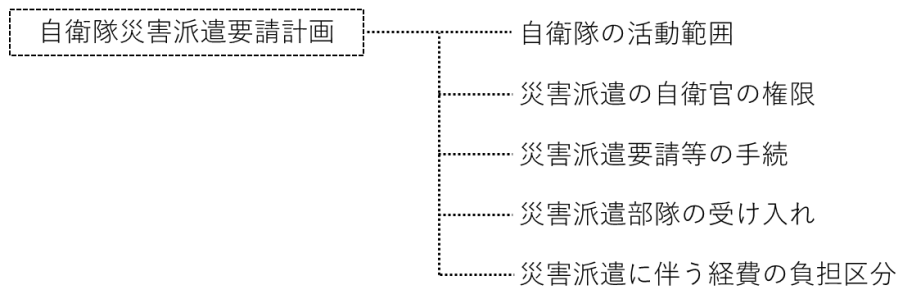 自衛隊災害派遣要請計画
自衛隊の活動範囲
災害派遣の自衛官の権限
災害派遣要請等の手続
災害派遣部隊の受け入れ
災害派遣に伴う経費の負担区分